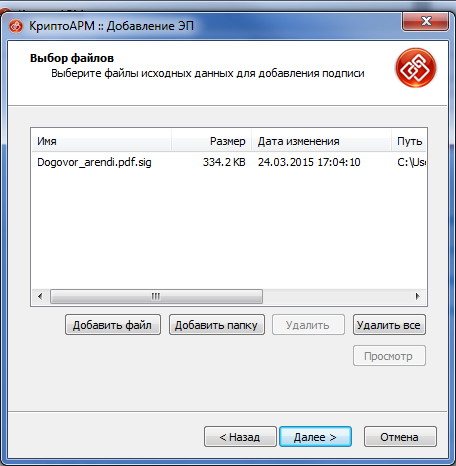 КриптоАРМ :: Добавление ЭП
Выбор файлов
Выберите файлы исходных данных для добавления подписи
Имя Размер Дата изменения Путь
Dogovor_arendi.pdf.sig 334.2 KB 24.03.2015 17:04:10 C:\Use
Добавить файл Добавить папку Удалить Удалить все
Просмотр
< Назад Далее > Отмена